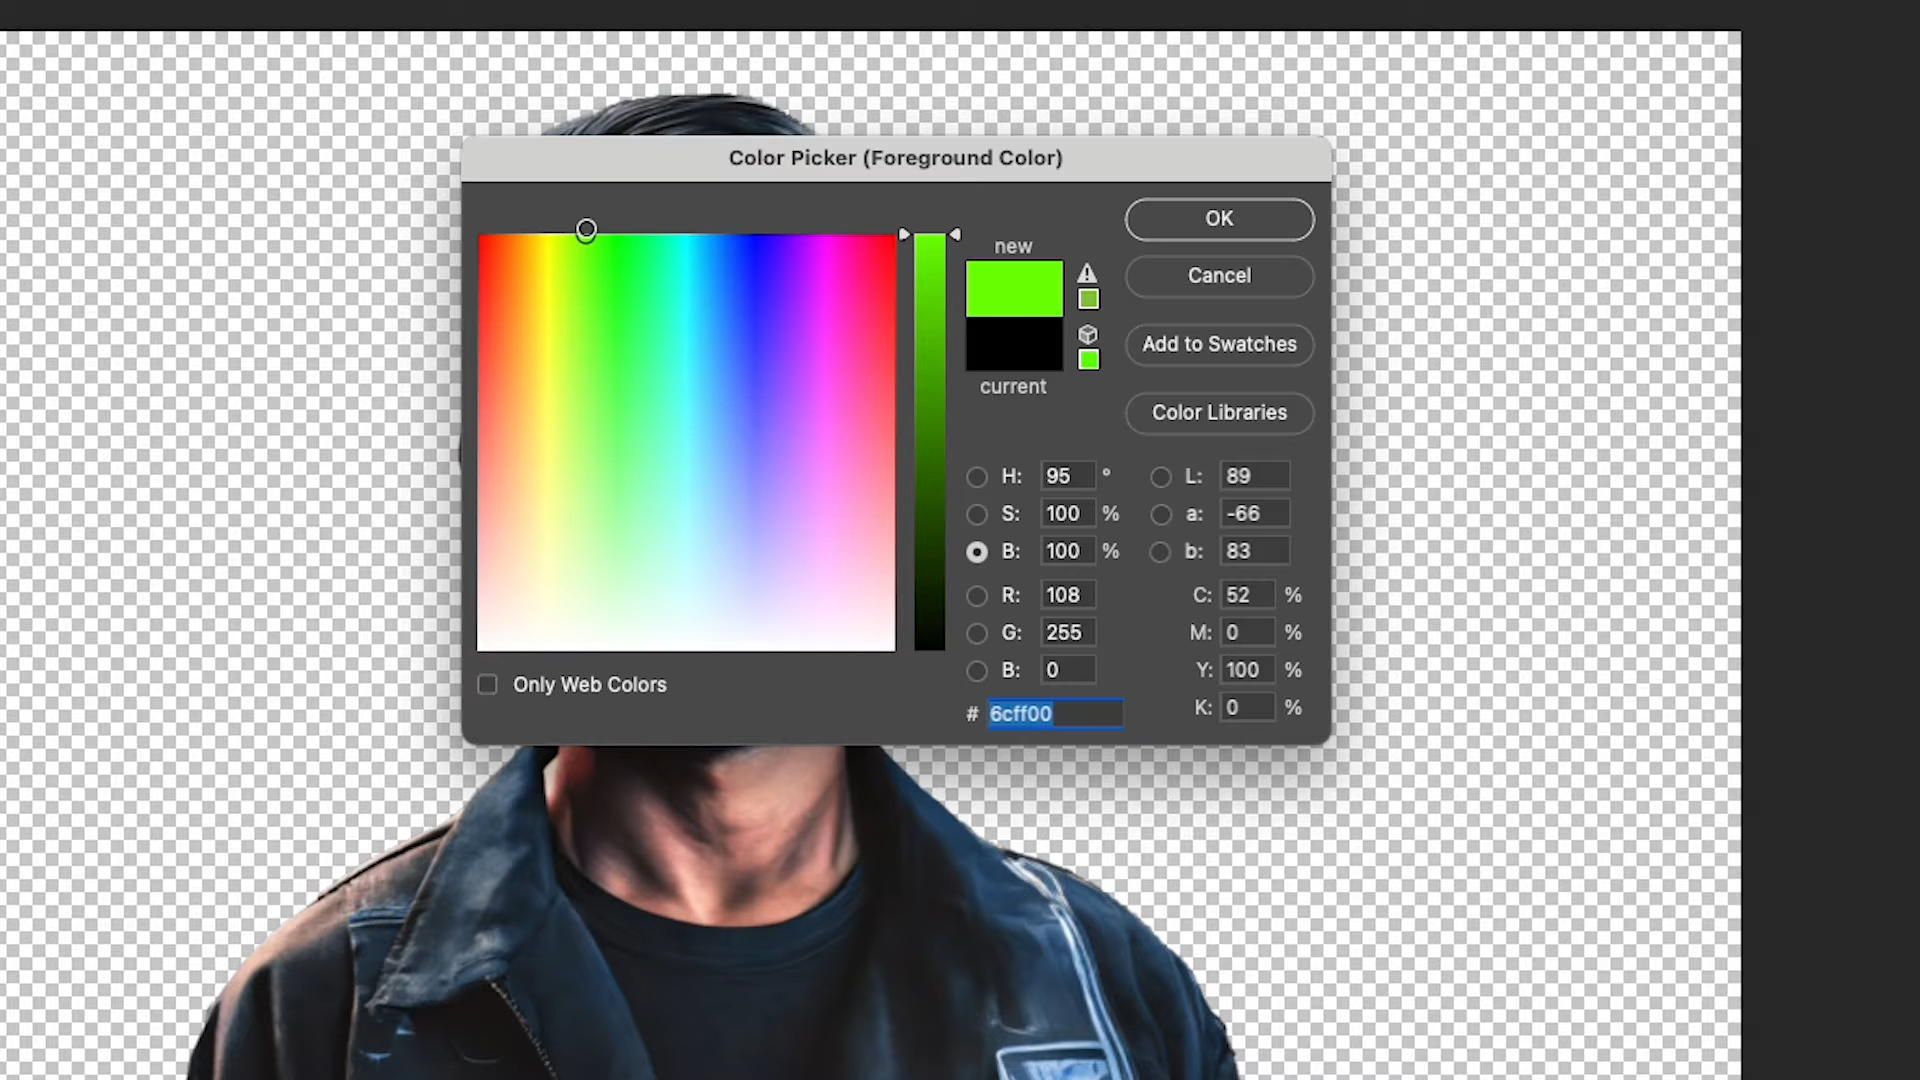 Color Picker (Foreground Color)
new
current
OK
Cancel
Add to Swatches
Color Libraries
H: 95 °
S: 100 %
B: 100 %
R: 108
G: 255
B: 0
# 6cff00
L: 89
a: -66
b: 83
C: 52 %
M: 0 %
Y: 100 %
K: 0 %
Only Web Colors